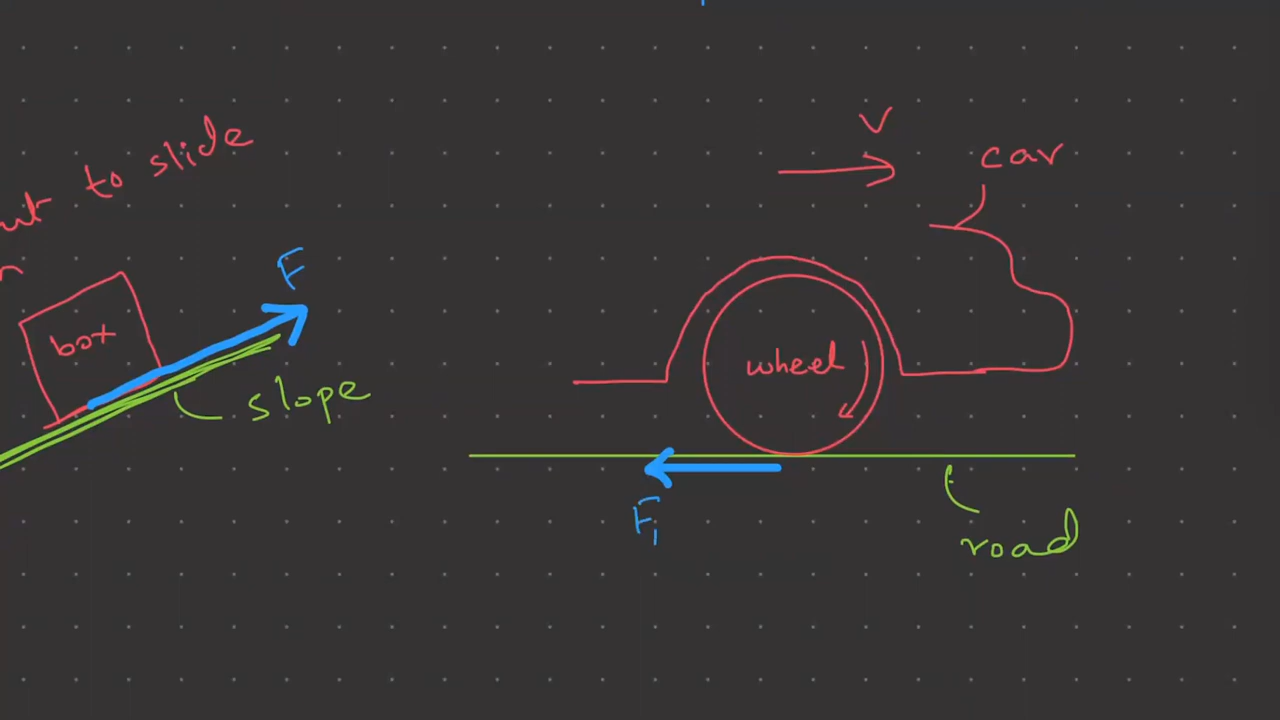 to slide
box
F
slope
V
car
wheel
F₁
road